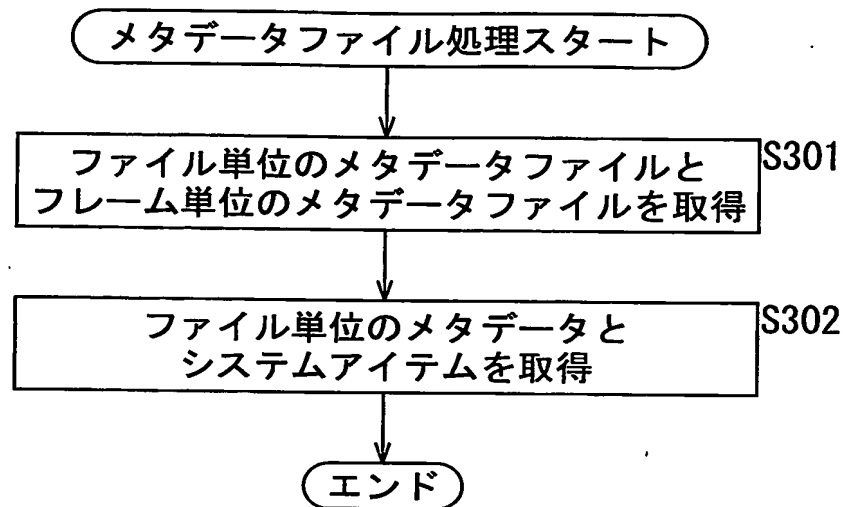 メタデータファイル処理スタート
ファイル単位のメタデータファイルと
フレーム単位のメタデータファイルを取得
S301
ファイル単位のメタデータと
システムアイテムを取得
S302
エンド